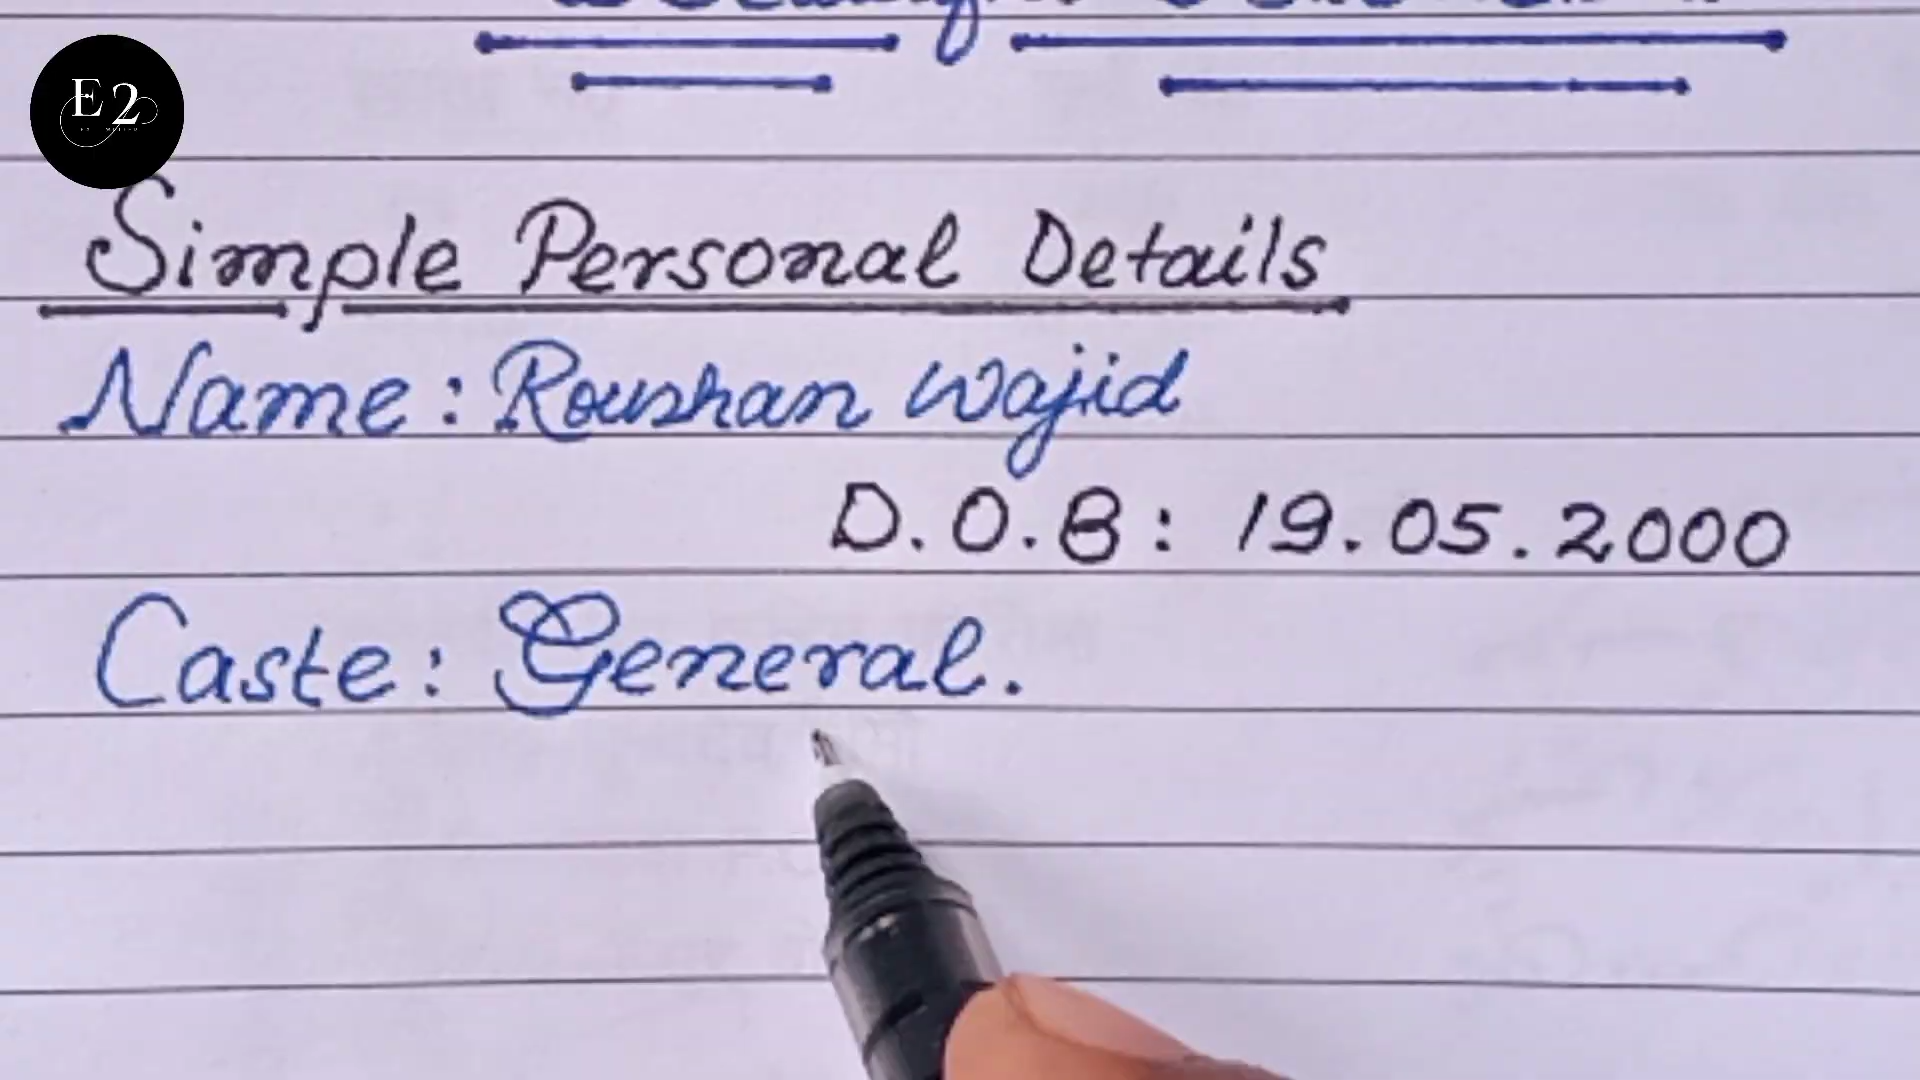 E2
Simple Personal Details
Name: Roushan Wajid
D.O.B: 19.05.2000
Caste: General.